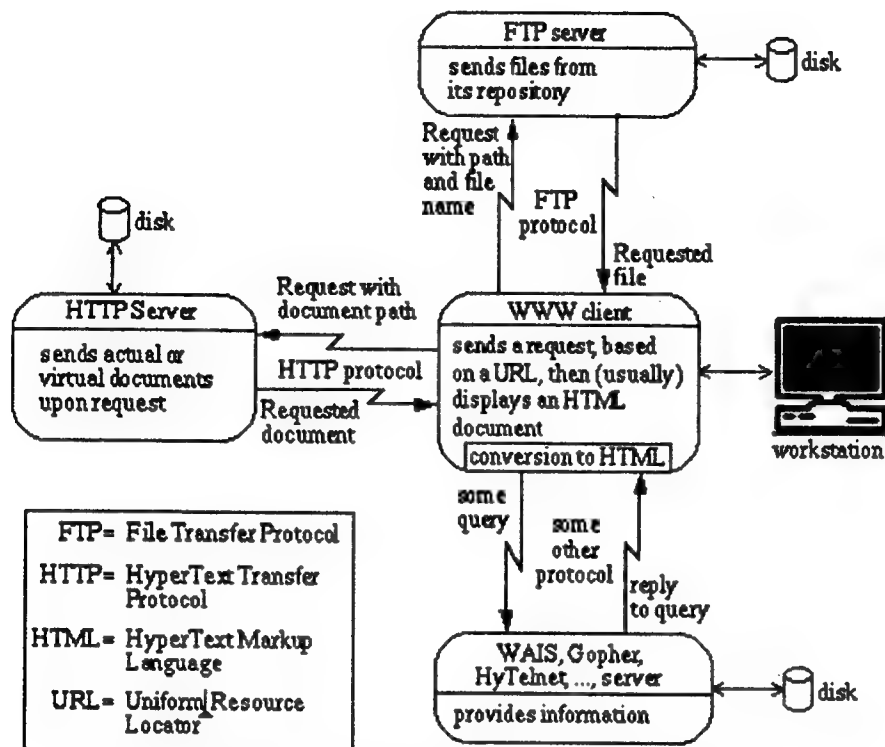 FTP server
sends files from
its repository
disk
Request
with path
and file
name
FTP
protocol
Requested
file
disk
HTTP Server
sends actual or
virtual documents
upon request
Request with
document path
HTTP protocol
Requested
document
WWW client
sends a request, based
on a URL, then (usually)
displays an HTML
document
conversion to HTML
workstation
some
query
some
other
protocol
reply
to query
WAIS, Gopher,
HyTelnet, ..., server
provides information
disk
FTP= File Transfer Protocol
HTTP= HyperText Transfer
Protocol
HTML= HyperText Markup
Language
URL= Uniform Resource
Locator